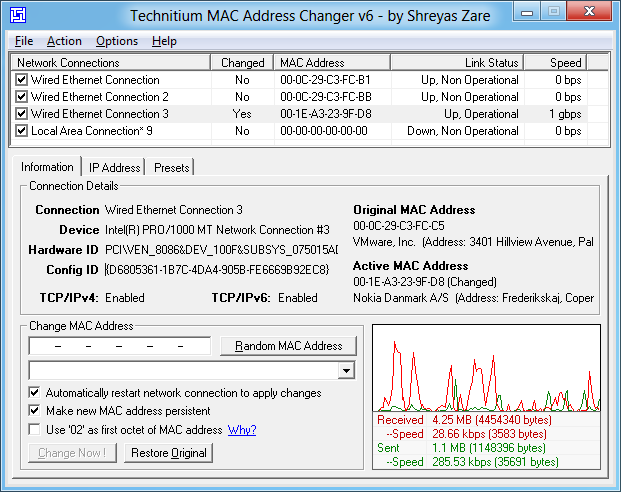 Technitium MAC Address Changer v6 - by Shreyas Zare
File Action Options Help
Network Connections Changed MAC Address Link Status Speed
Wired Ethernet Connection No 00-0C-29-C3-FC-B1 Up, Non Operational 0 bps
Wired Ethernet Connection 2 No 00-0C-29-C3-FC-BB Up, Non Operational 0 bps
Wired Ethernet Connection 3 Yes 00-1E-A3-23-9F-D8 Up, Operational 1 gbps
Local Area Connection* 9 No 00-00-00-00-00-00 Down, Non Operational 0 bps
Information IP Address Presets
Connection Details
Connection Wired Ethernet Connection 3
Device Intel(R) PRO/1000 MT Network Connection #3
Hardware ID PCI\VEN_8086&DEV_100F&SUBSYS_075015AD
Config ID {D6805361-1B7C-4DA4-905B-FE6669B92EC8}
TCP/IPv4: Enabled TCP/IPv6: Enabled
Original MAC Address
00-0C-29-C3-FC-C5
VMware, Inc. (Address: 3401 Hillview Avenue, Pal
Active MAC Address
00-1E-A3-23-9F-D8 (Changed)
Nokia Danmark A/S (Address: Frederikskaj, Coper
Change MAC Address
- - - - -
Random MAC Address
Automatically restart network connection to apply changes
Make new MAC address persistent
Use '02' as first octet of MAC address Why?
Change Now ! Restore Original
Received 4.25 MB (4454340 bytes)
--Speed 28.66 kbps (3583 bytes)
Sent 1.1 MB (1148396 bytes)
--Speed 285.53 kbps (35691 bytes)